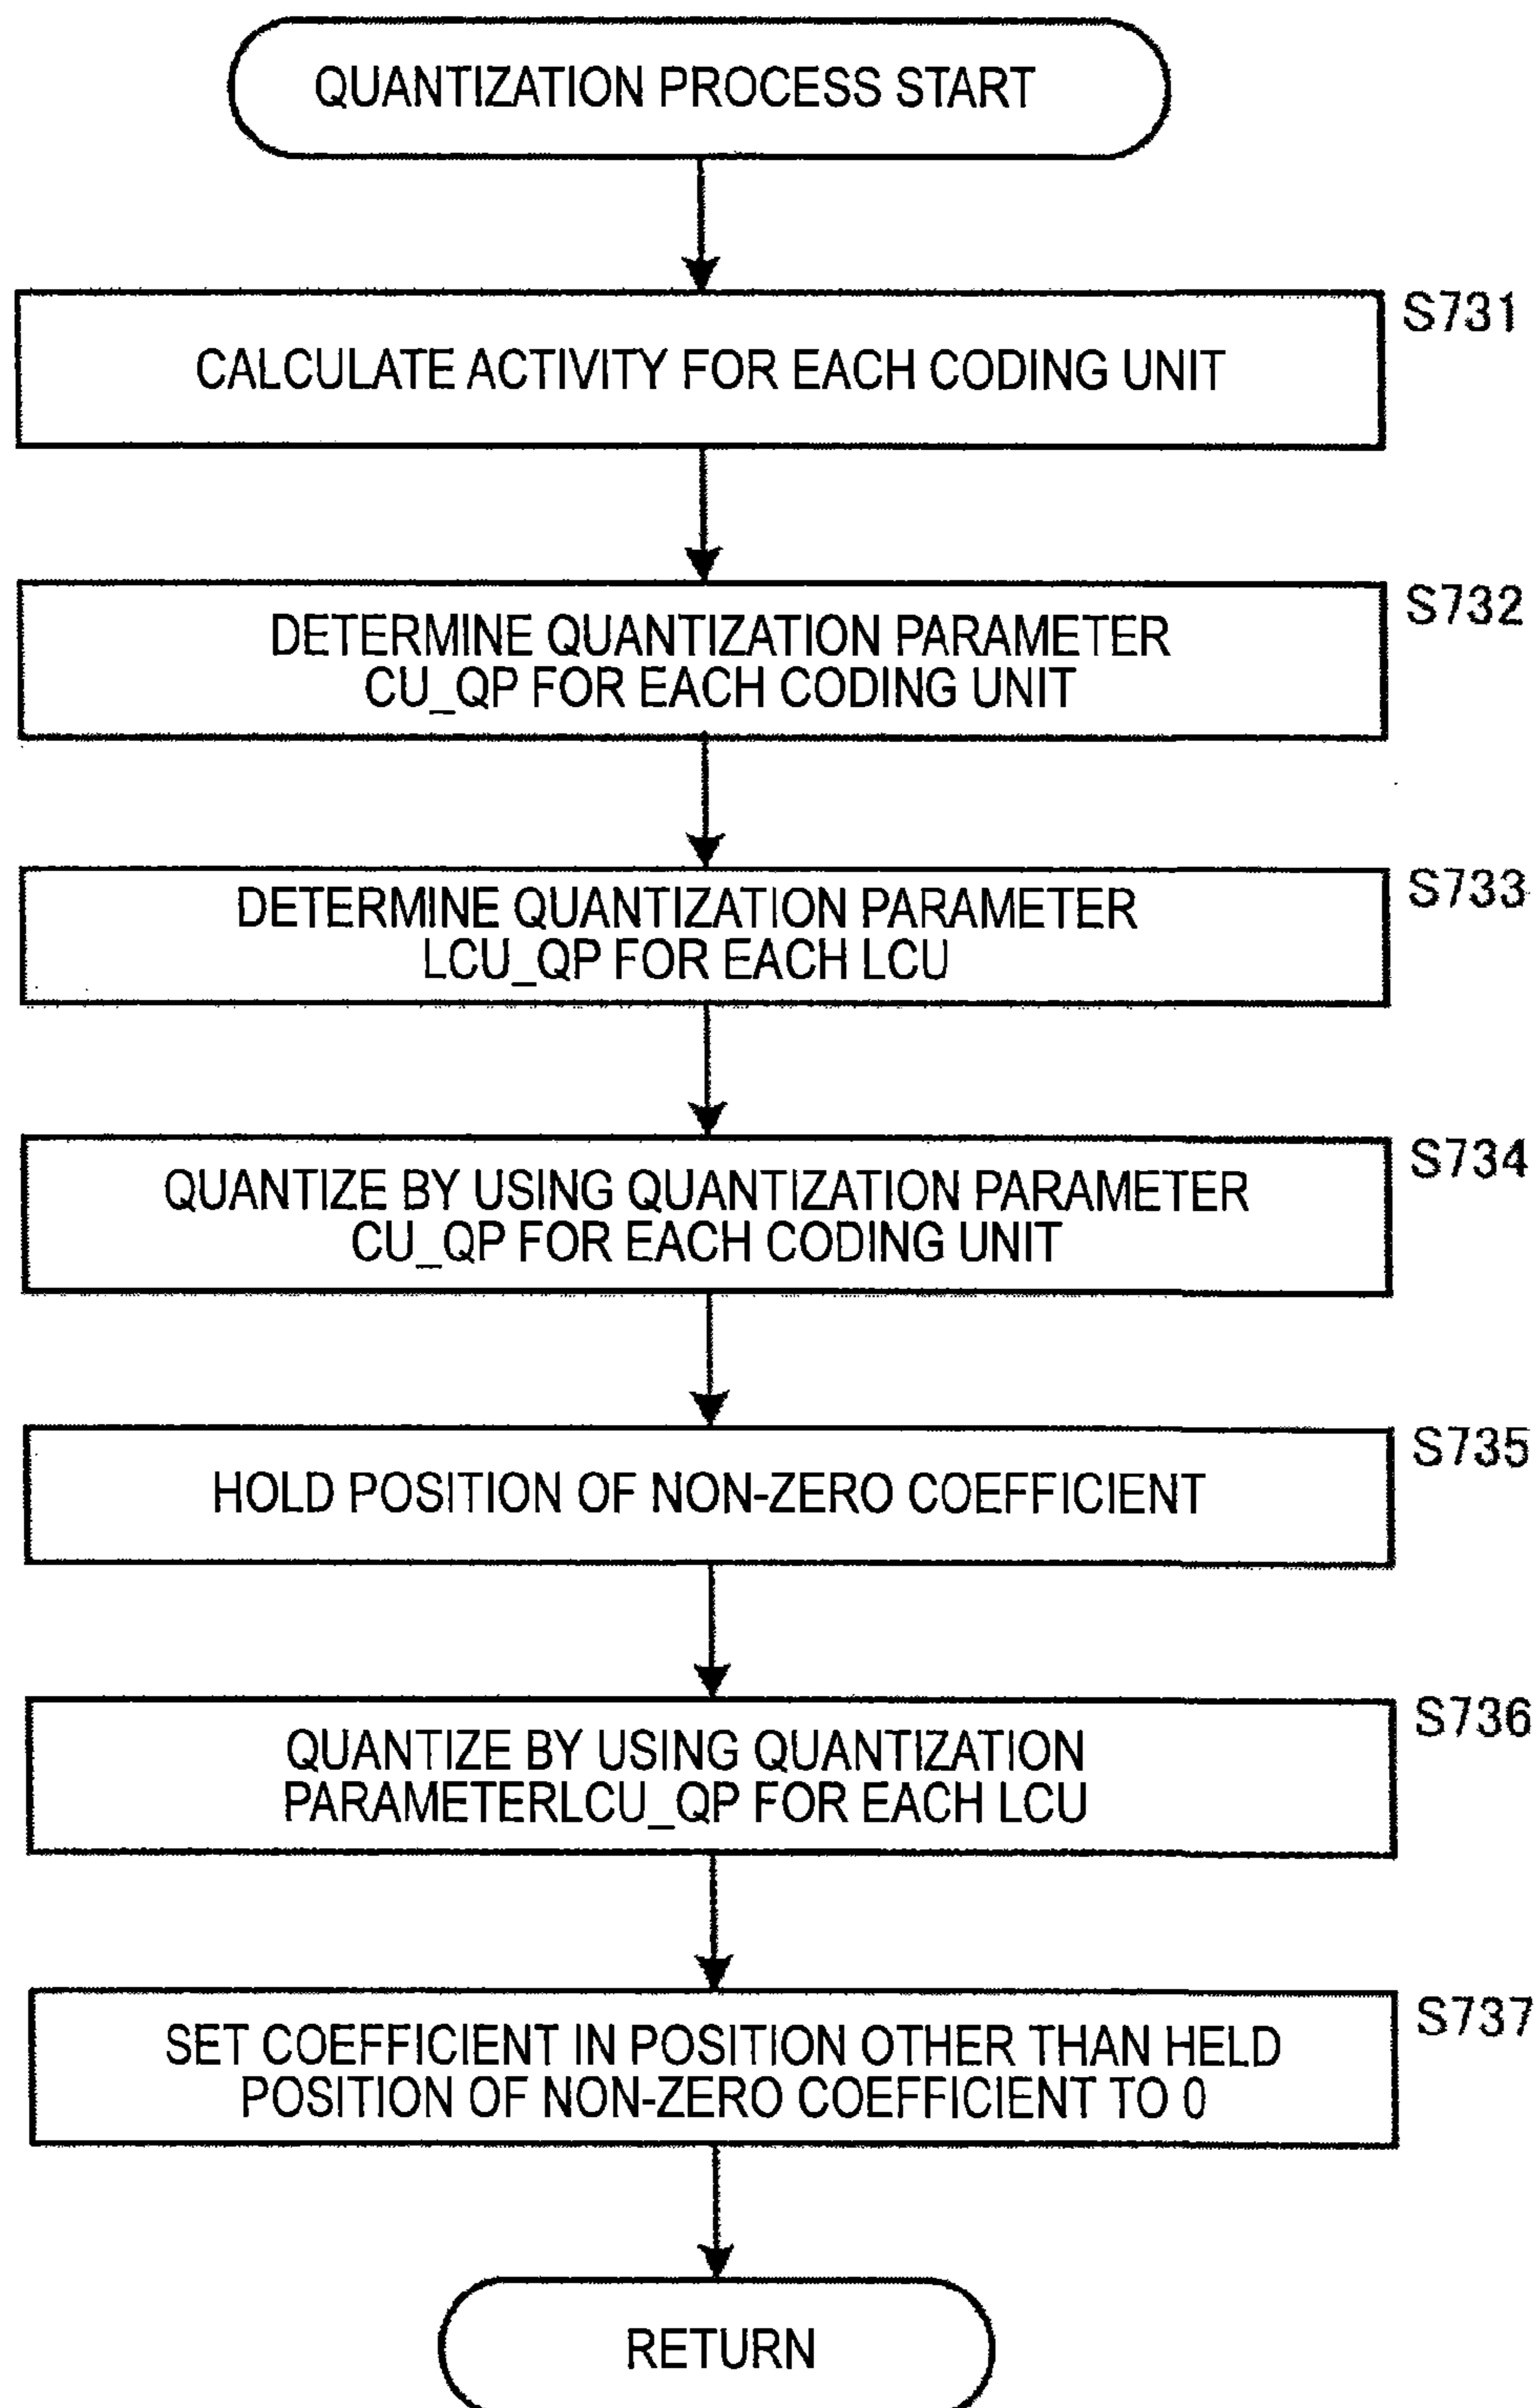 QUANTIZATION PROCESS START
S731
CALCULATE ACTIVITY FOR EACH CODING UNIT
S732
DETERMINE QUANTIZATION PARAMETER
CU_QP FOR EACH CODING UNIT
S733
DETERMINE QUANTIZATION PARAMETER
LCU_QP FOR EACH LCU
S734
QUANTIZE BY USING QUANTIZATION PARAMETER
CU_QP FOR EACH CODING UNIT
S735
HOLD POSITION OF NON-ZERO COEFFICIENT
S736
QUANTIZE BY USING QUANTIZATION
PARAMETERLCU_QP FOR EACH LCU
S737
SET COEFFICIENT IN POSITION OTHER THAN HELD
POSITION OF NON-ZERO COEFFICIENT TO 0
RETURN